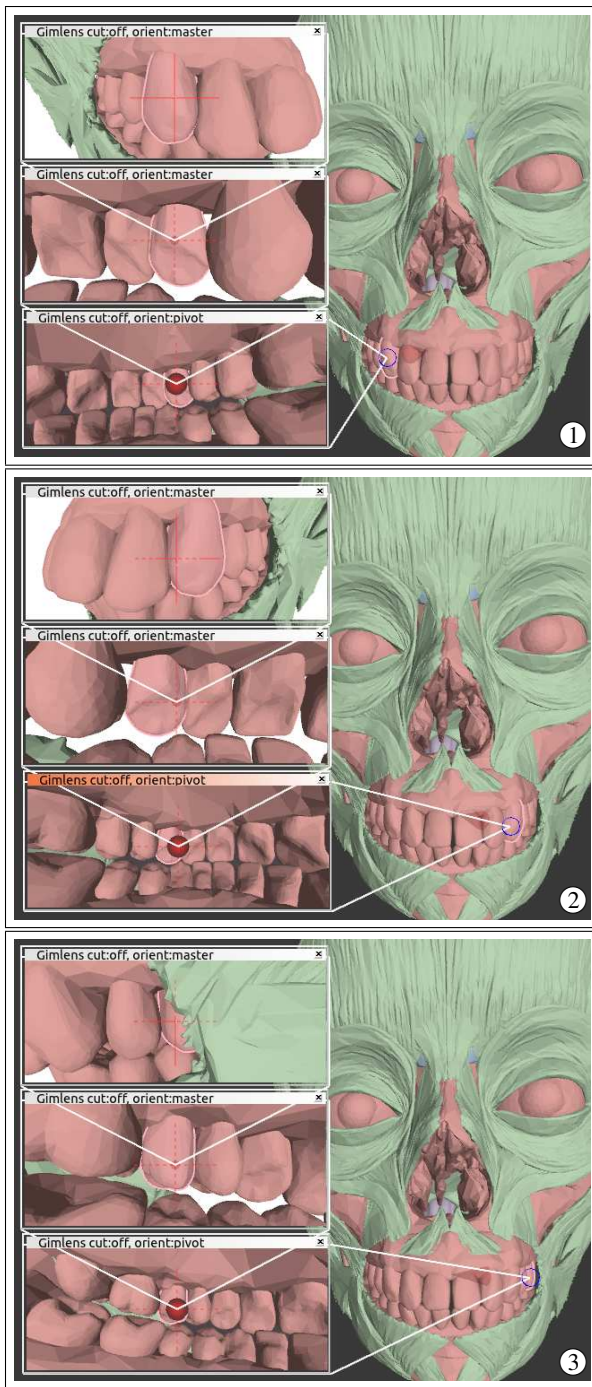 Gimlens cut:off, orient:master ×
Gimlens cut:off, orient:master ×
Gimlens cut:off, orient:pivot ×
1
Gimlens cut:off, orient:master ×
Gimlens cut:off, orient:master ×
Gimlens cut:off, orient:pivot ×
2
Gimlens cut:off, orient:master ×
Gimlens cut:off, orient:master ×
Gimlens cut:off, orient:pivot ×
3